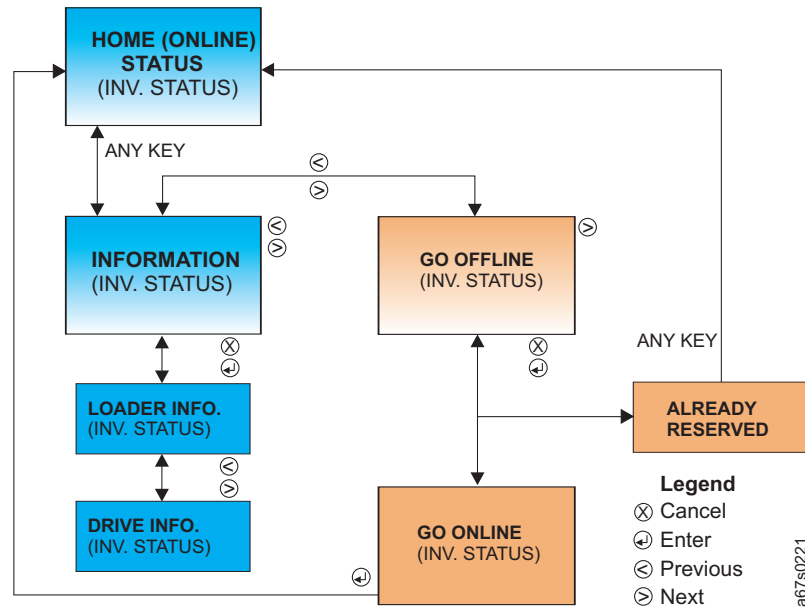 HOME (ONLINE)
STATUS
(INV. STATUS)
ANY KEY
INFORMATION
(INV. STATUS)
GO OFFLINE
(INV. STATUS)
ANY KEY
LOADER INFO.
(INV. STATUS)
ALREADY
RESERVED
DRIVE INFO.
(INV. STATUS)
GO ONLINE
(INV. STATUS)
Legend
Cancel
Enter
Previous
Next
a67s0221